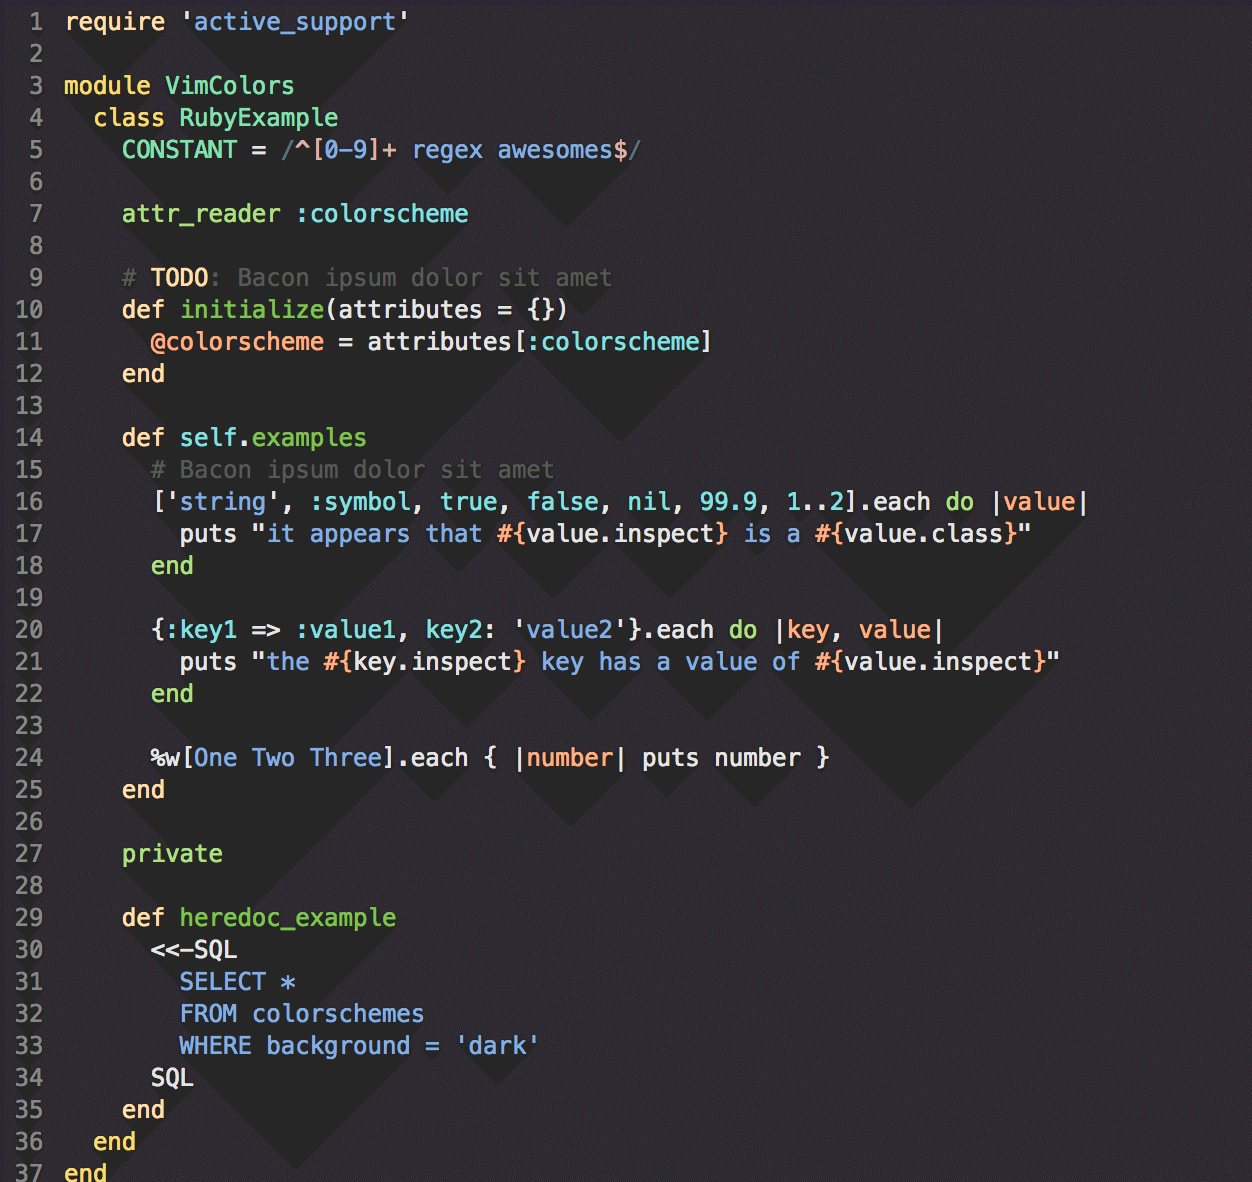 1 require 'active_support'
2
3 module VimColors
4   class RubyExample
5     CONSTANT = /^[0-9]+ regex awesomes$/
6
7     attr_reader :colorscheme
8
9     # TODO: Bacon ipsum dolor sit amet
10     def initialize(attributes = {})
11       @colorscheme = attributes[:colorscheme]
12     end
13
14     def self.examples
15       # Bacon ipsum dolor sit amet
16       ['string', :symbol, true, false, nil, 99.9, 1..2].each do |value|
17         puts "it appears that #{value.inspect} is a #{value.class}"
18       end
19
20       {:key1 => :value1, key2: 'value2'}.each do |key, value|
21         puts "the #{key.inspect} key has a value of #{value.inspect}"
22       end
23
24       %w[One Two Three].each { |number| puts number }
25     end
26
27     private
28
29     def heredoc_example
30       <<-SQL
31         SELECT *
32         FROM colorschemes
33         WHERE background = 'dark'
34       SQL
35     end
36   end
37 end